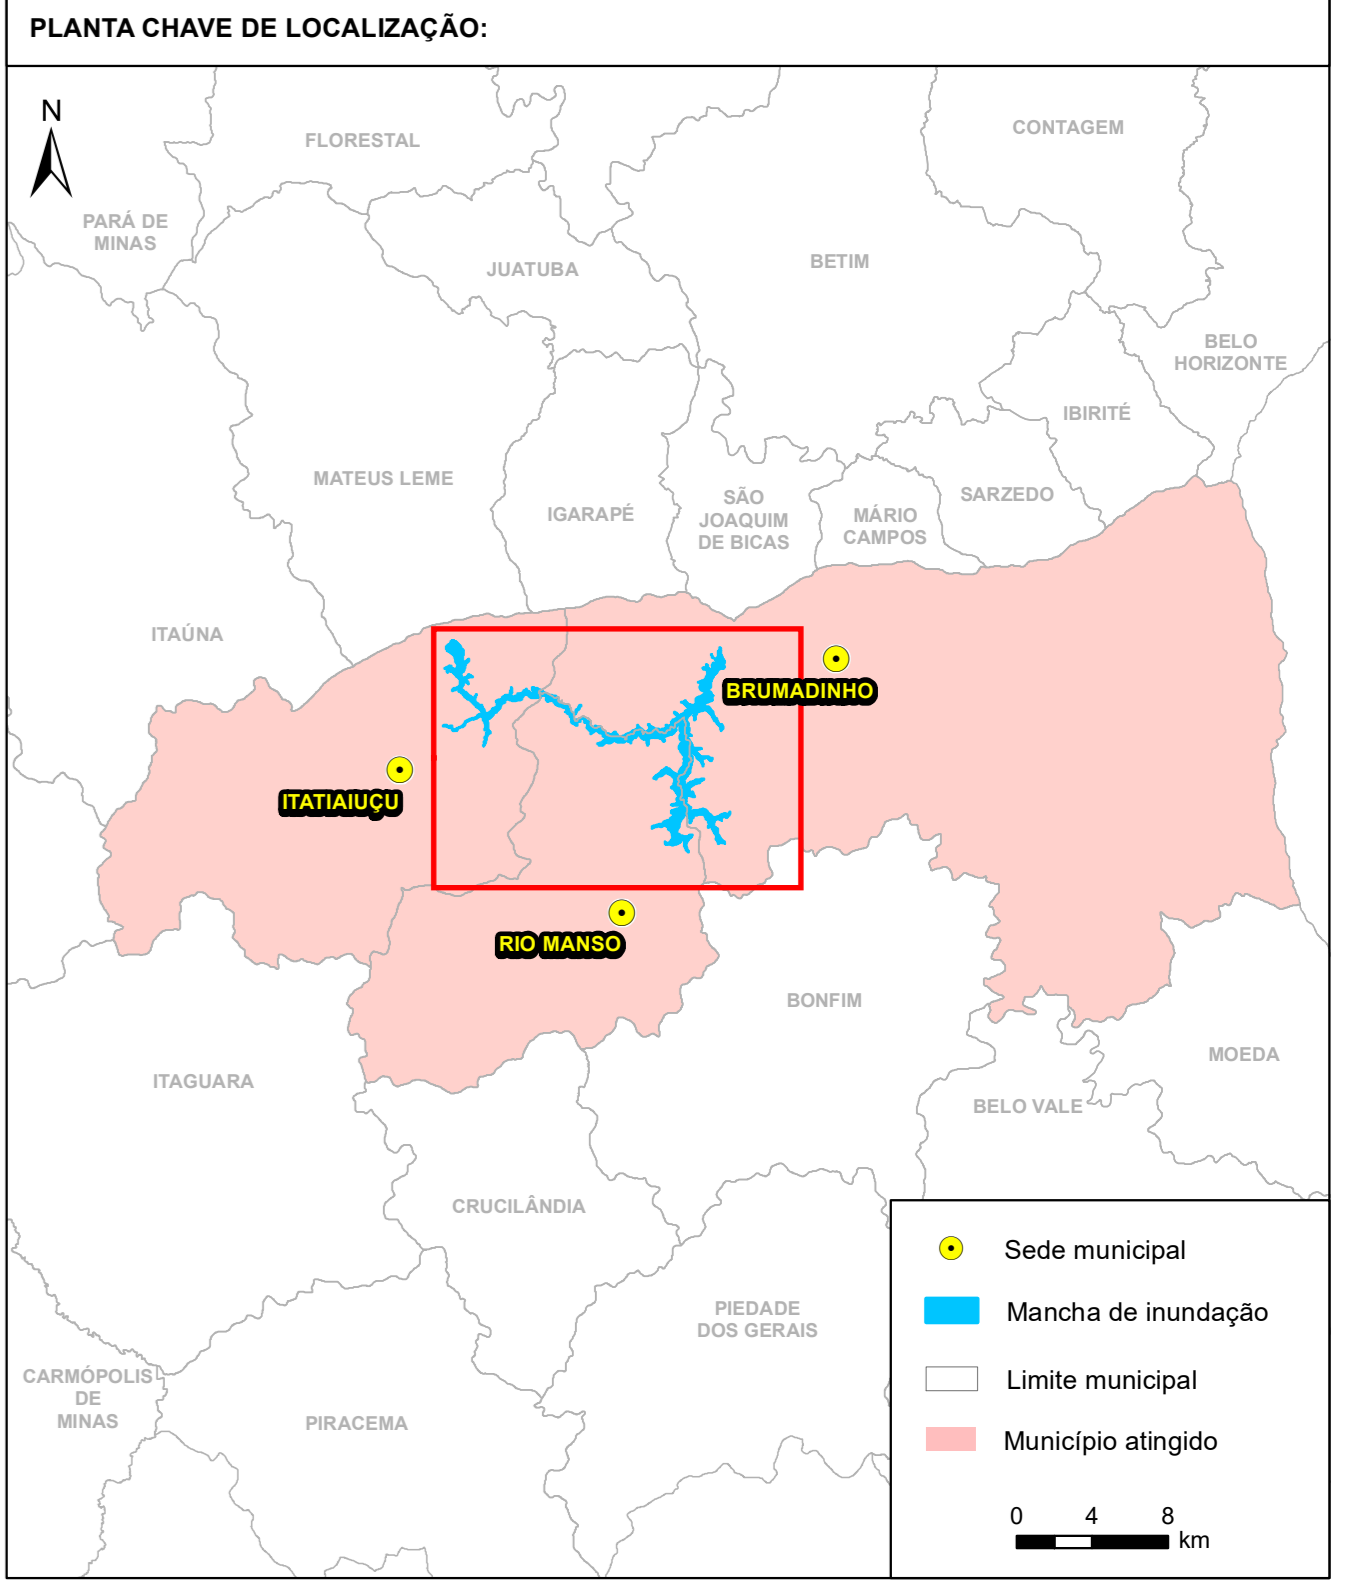 PLANTA CHAVE DE LOCALIZAÇÃO:
N
FLORESTAL
CONTAGEM
PARÁ DE
MINAS
JUATUBA
BETIM
BELO
HORIZONTE
IBIRITÉ
MATEUS LEME
IGARAPÉ
SÃO
JOAQUIM
DE BICAS
MÁRIO
CAMPOS
SARZEDO
ITAÚNA
BRUMADINHO
ITATIAIUÇU
RIO MANSO
BONFIM
MOEDA
ITAGUARA
BELO VALE
CRUCILÂNDIA
PIEDADE
DOS GERAIS
CARMÓPOLIS
DE
MINAS
PIRACEMA
Sede municipal
Mancha de inundação
Limite municipal
Município atingido
0 4 8
km